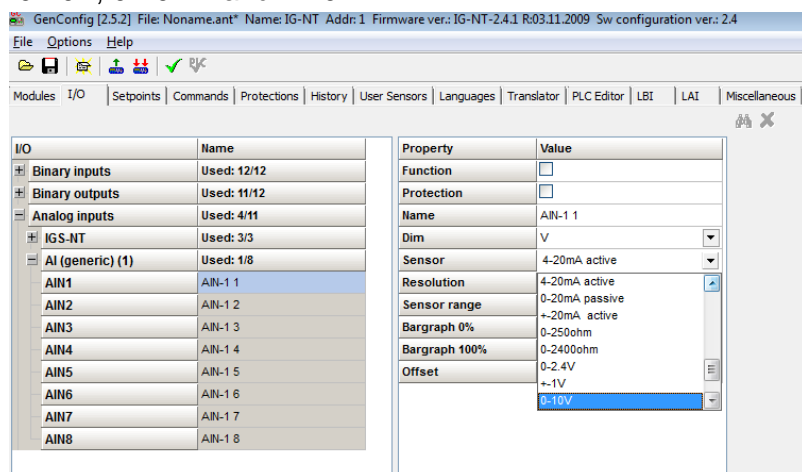 GenConfig [2.5.2] File: Noname.ant* Name: IG-NT Addr: 1 Firmware ver.: IG-NT-2.4.1 R:03.11.2009 Sw configuration ver.: 2.4
File Options Help
Modules I/O Setpoints Commands Protections History User Sensors Languages Translator PLC Editor LBI LAI Miscellaneous
I/O Name Property Value
Binary inputs Used: 12/12 Function
Binary outputs Used: 11/12 Protection
Analog inputs Used: 4/11 Name AIN-1 1
IGS-NT Used: 3/3 Dim V
AI (generic) (1) Used: 1/8 Sensor 4-20mA active
AIN1 AIN-1 1 Resolution 4-20mA active
AIN2 AIN-1 2 Sensor range 0-20mA passive
+-20mA active
AIN3 AIN-1 3 Bargraph 0% 0-250ohm
AIN4 AIN-1 4 Bargraph 100% 0-2400ohm
AIN5 AIN-1 5 Offset 0-2.4V
AIN6 AIN-1 6 +-1V
0-10V
AIN7 AIN-1 7
AIN8 AIN-1 8